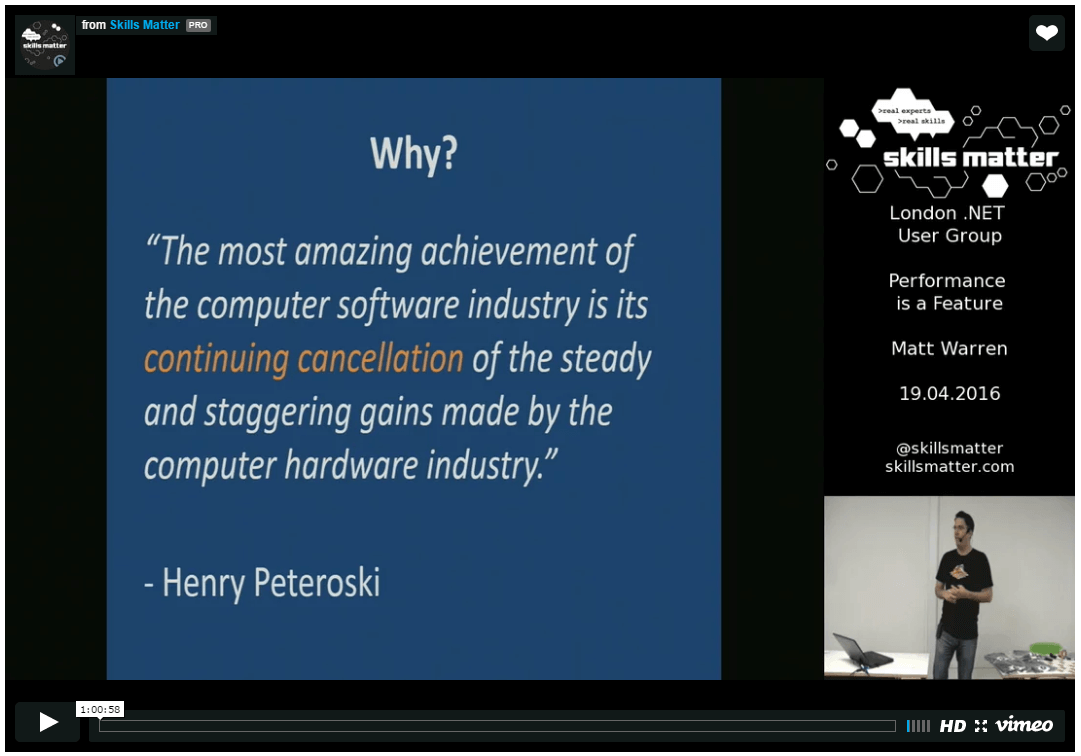 from Skills Matter PRO
skills matter
Why?
“The most amazing achievement of
the computer software industry is its
continuing cancellation of the steady
and staggering gains made by the
computer hardware industry.”
- Henry Peteroski
>real experts
>real skills
skills matter
London .NET
User Group
Performance
is a Feature
Matt Warren
19.04.2016
@skillsmatter
skillsmatter.com
1:00:58
HD vimeo